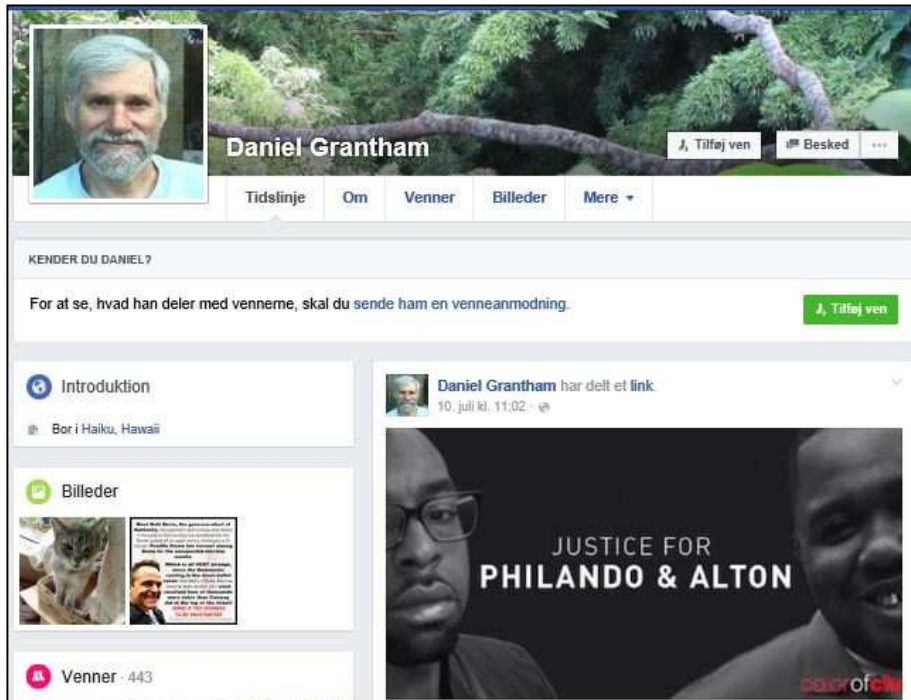 Daniel Grantham
Tilføj ven
Besked
Tidslinje Om Venner Billeder Mere
KENDER DU DANIEL?
For at se, hvad han deler med vennerne, skal du sende ham en venneanmodning.
Tilføj ven
Introduktion
Bor i Haiku, Hawaii
Billeder
Venner · 443
Daniel Grantham har delt et link.
10. juli kl. 11:02 ·
JUSTICE FOR
PHILANDO & ALTON